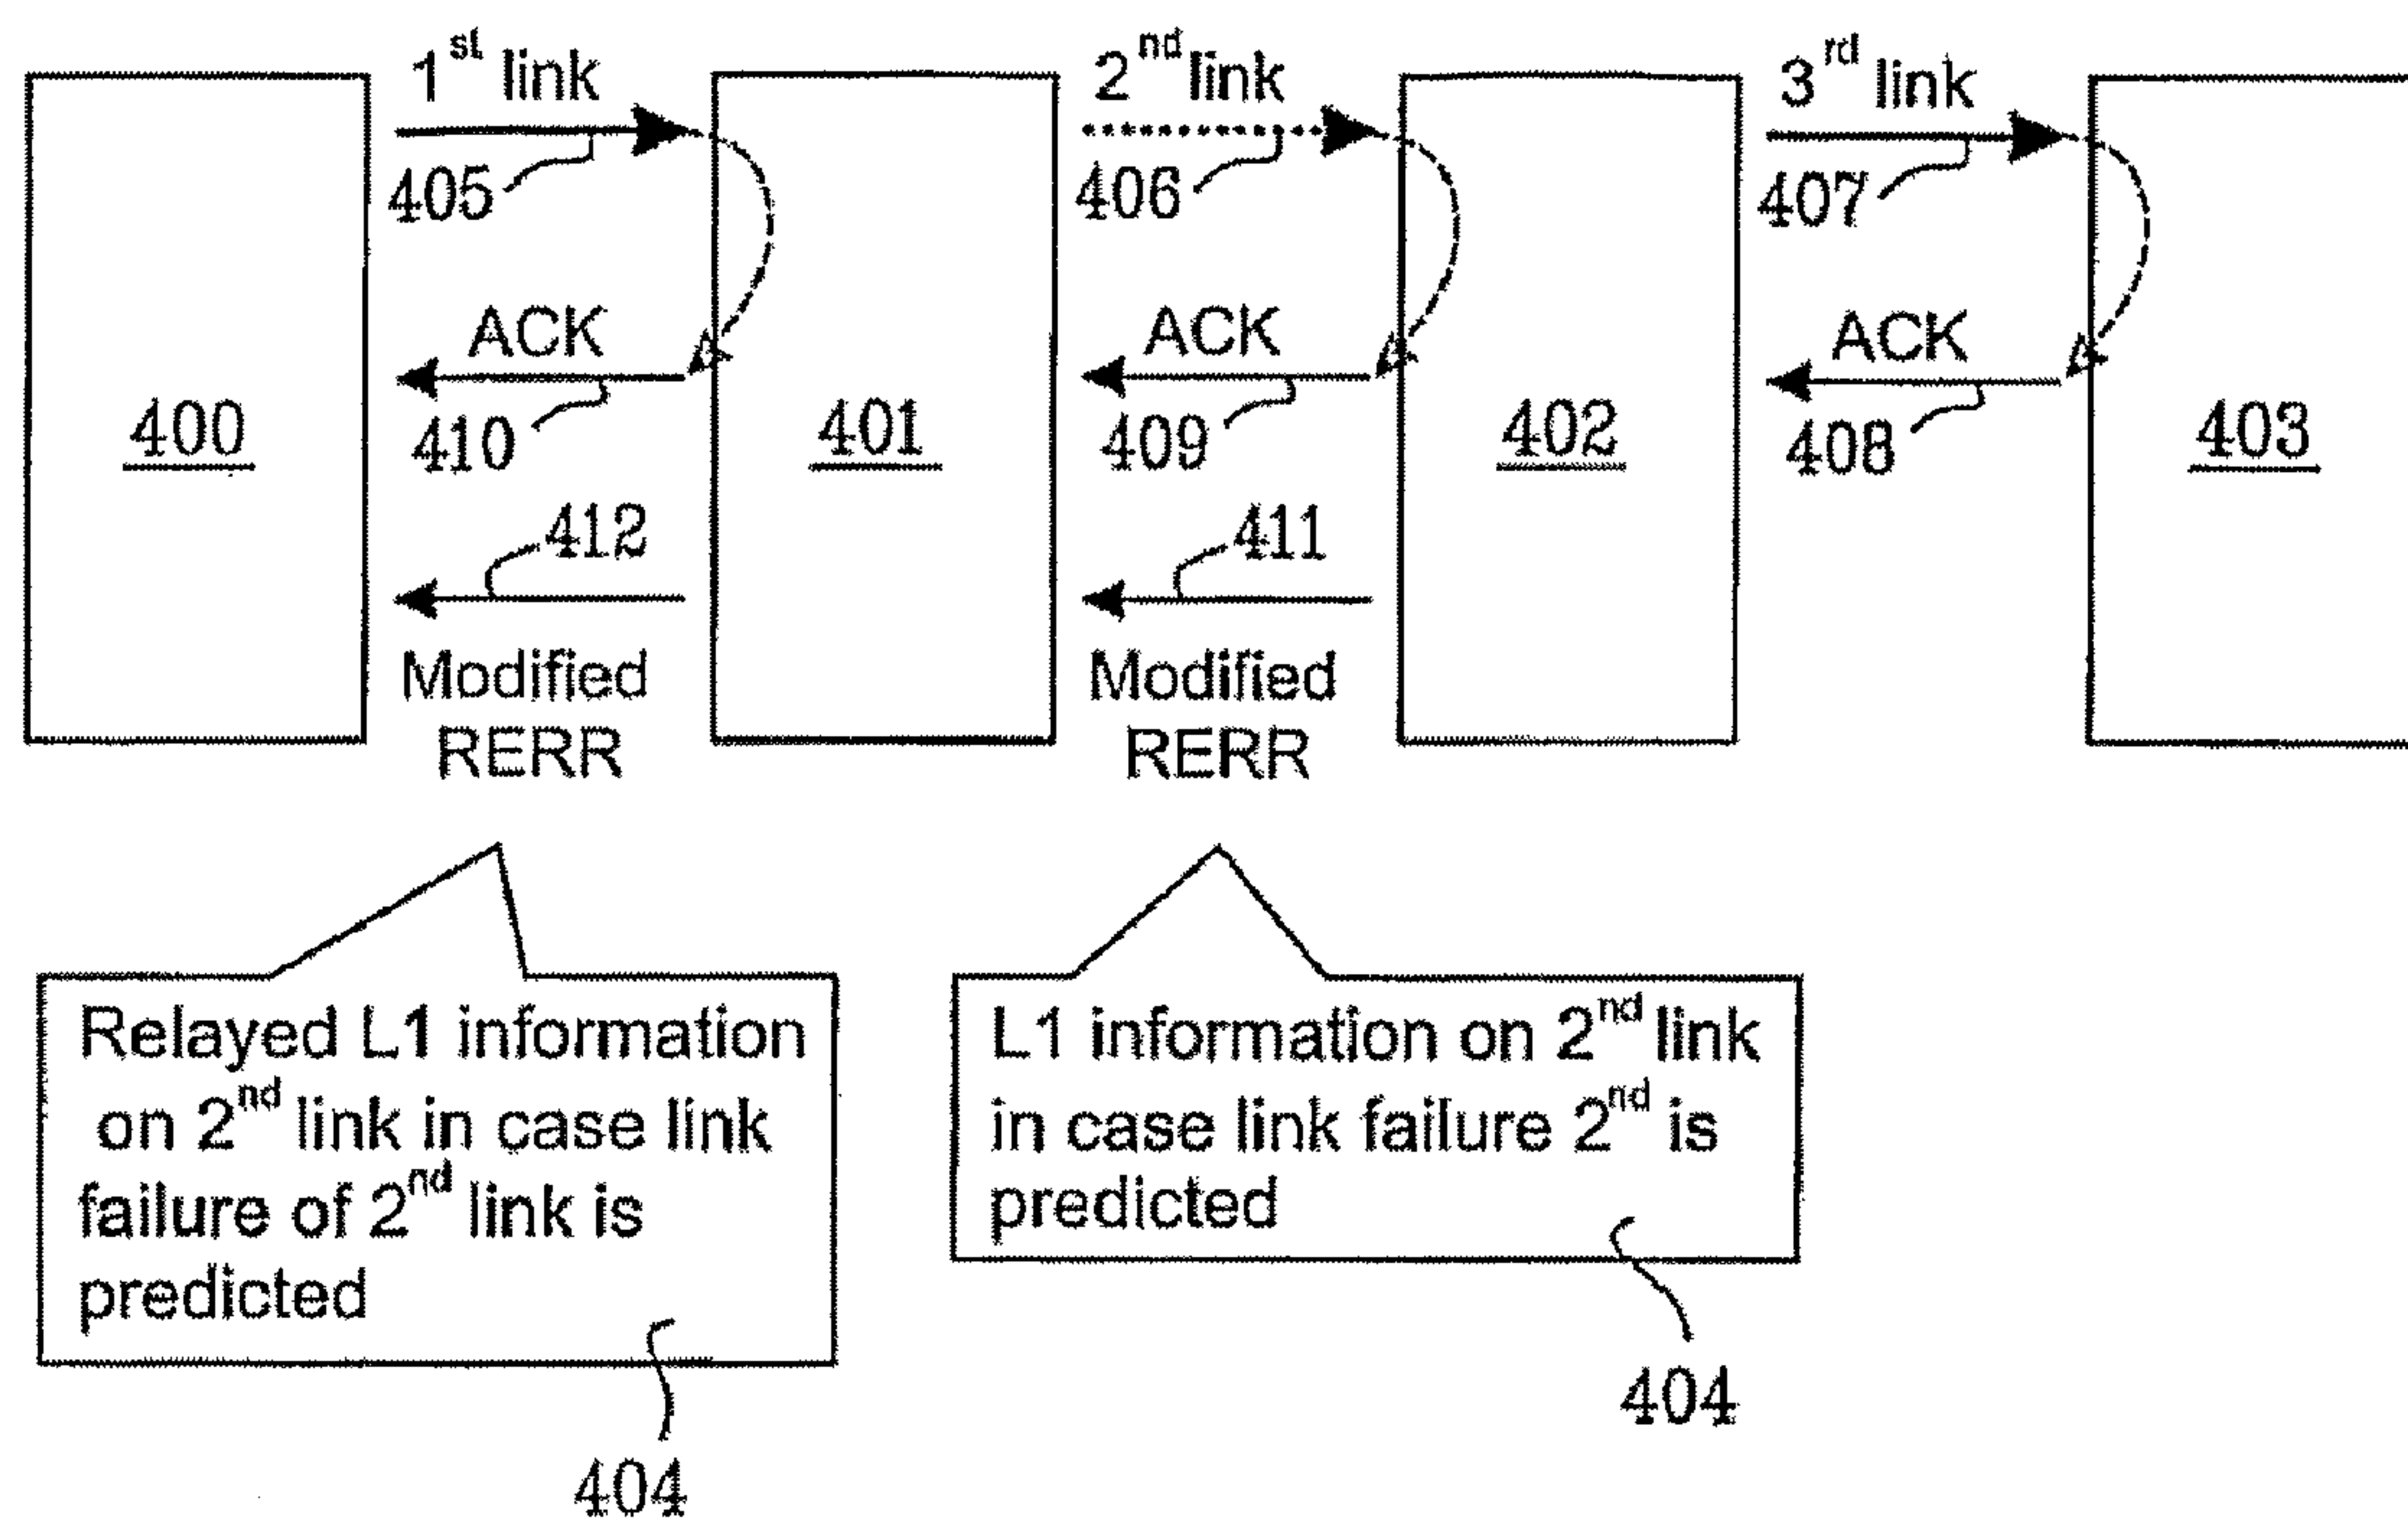 1st link
2nd link
3rd link
405
406
407
ACK
ACK
ACK
400
410
401
409
402
408
403
412
411
Modified
RERR
Modified
RERR
Relayed L1 information
on 2nd link in case link
failure of 2nd link is
predicted
404
L1 information on 2nd link
in case link failure 2nd is
predicted
404